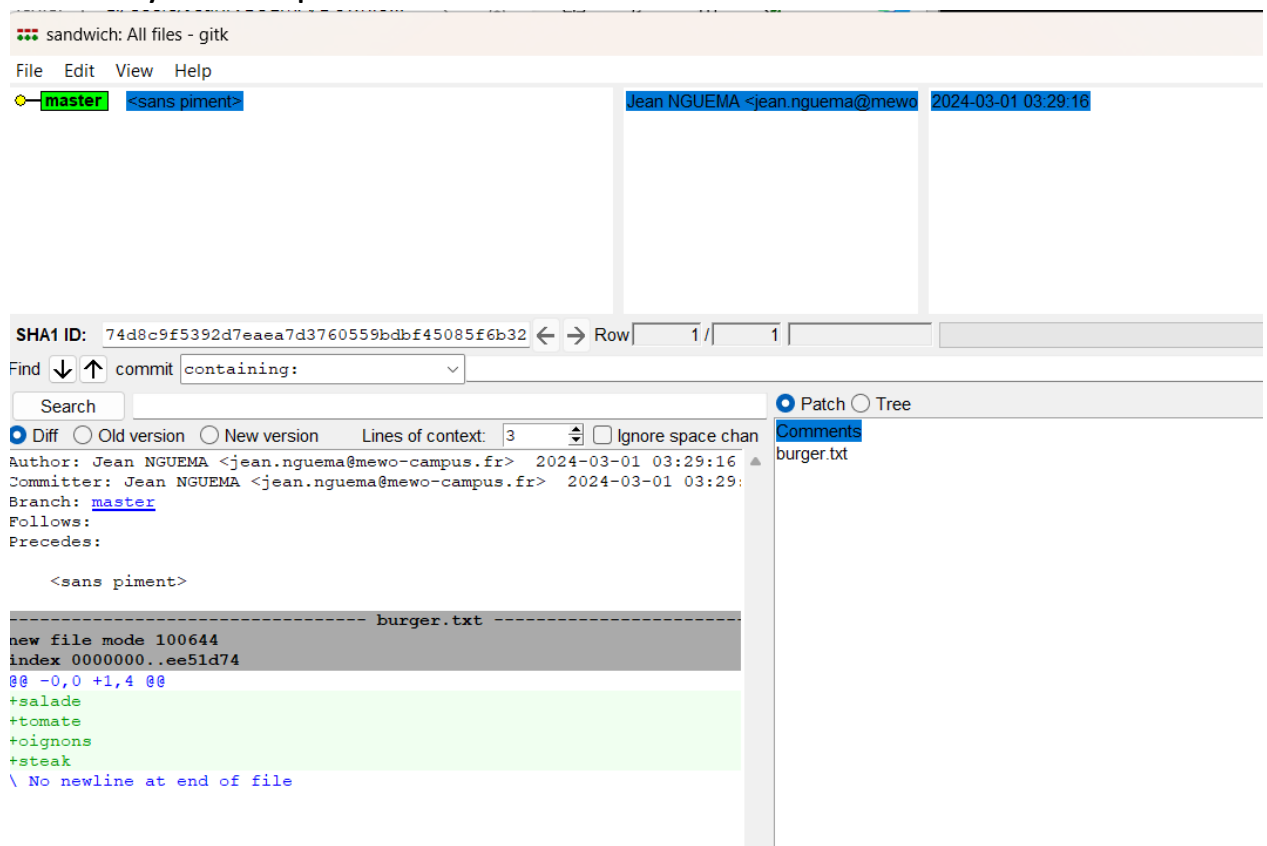 sandwich: All files - gitk
File Edit View Help
master <sans piment> Jean NGUEMA <jean.nguema@mewo 2024-03-01 03:29:16
SHA1 ID: 74d8c9f5392d7eaea7d3760559bdbf45085f6b32 Row 1 / 1
Find commit containing:
Search
Patch Tree
Diff Old version New version Lines of context: 3 Ignore space chan
Comments
burger.txt
Author: Jean NGUEMA <jean.nguema@mewo-campus.fr> 2024-03-01 03:29:16
Committer: Jean NGUEMA <jean.nguema@mewo-campus.fr> 2024-03-01 03:29:
Branch: master
Follows:
Precedes:
<sans piment>
---------------------------------- burger.txt ------------------------
new file mode 100644
index 0000000..ee51d74
@@ -0,0 +1,4 @@
+salade
+tomate
+oignons
+steak
\ No newline at end of file